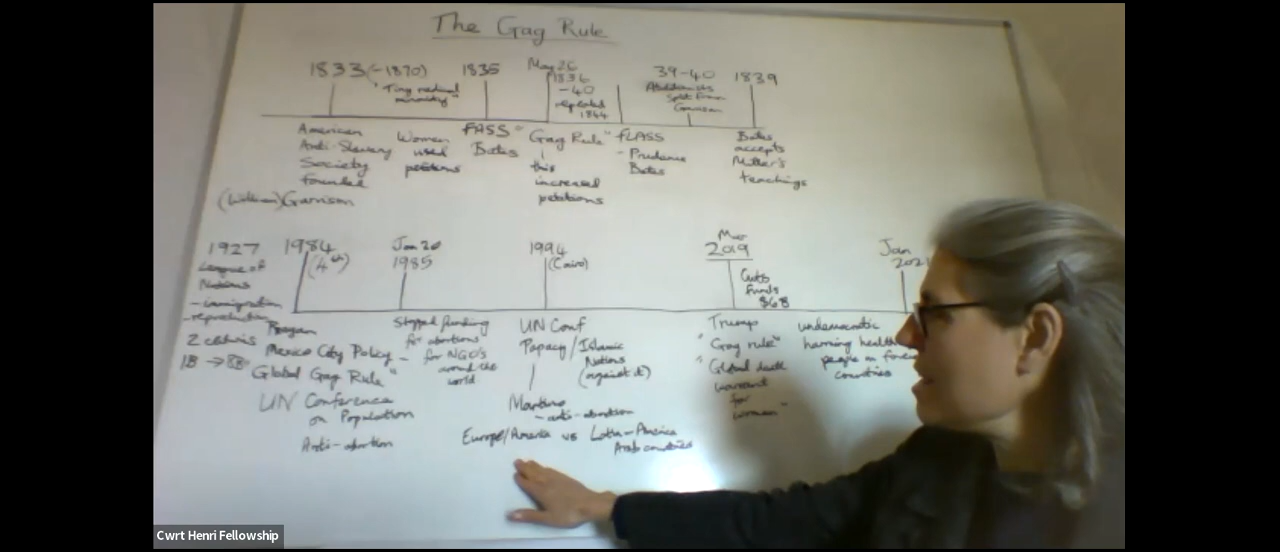 The Gag Rule
1833 (-1870)
"Tiny radical
minority"
1835
May 26
1836
-40
repeated
1844
39-40
Abolitionists
split from
Garrison
1839
American
Anti-Slavery
Society
founded
(William) Garrison
Women
used
petitions
FASS
Bates
"Gag Rule"
this
increased
petitions
FLASS
- Prudence
Bates
Bates
accepts
Miller's
teachings
1927
League of
Nations
- immigration
- reproduction
2 celebris
1B → 8B
1984
(4th)
Reagan
Mexico City Policy -
Global Gag Rule"
UN Conference
on Population
Anti-abortion
Jan 20
1985
Stopped funding
for abortions
for NGO's
around the
world
1994
(Cairo)
UN Conf
Papacy/Islamic
Nations
(against it)
Martino
- anti-abortion
Europe/America vs Latin-America
Arab countries
Mar
2019
Cuts
funds
$6B
Trump
"Gag rule"
"Global death
warrant
for
women"
Jan
2021
undemocratic
harming health
people in
countries
Cwrt Henri Fellowship